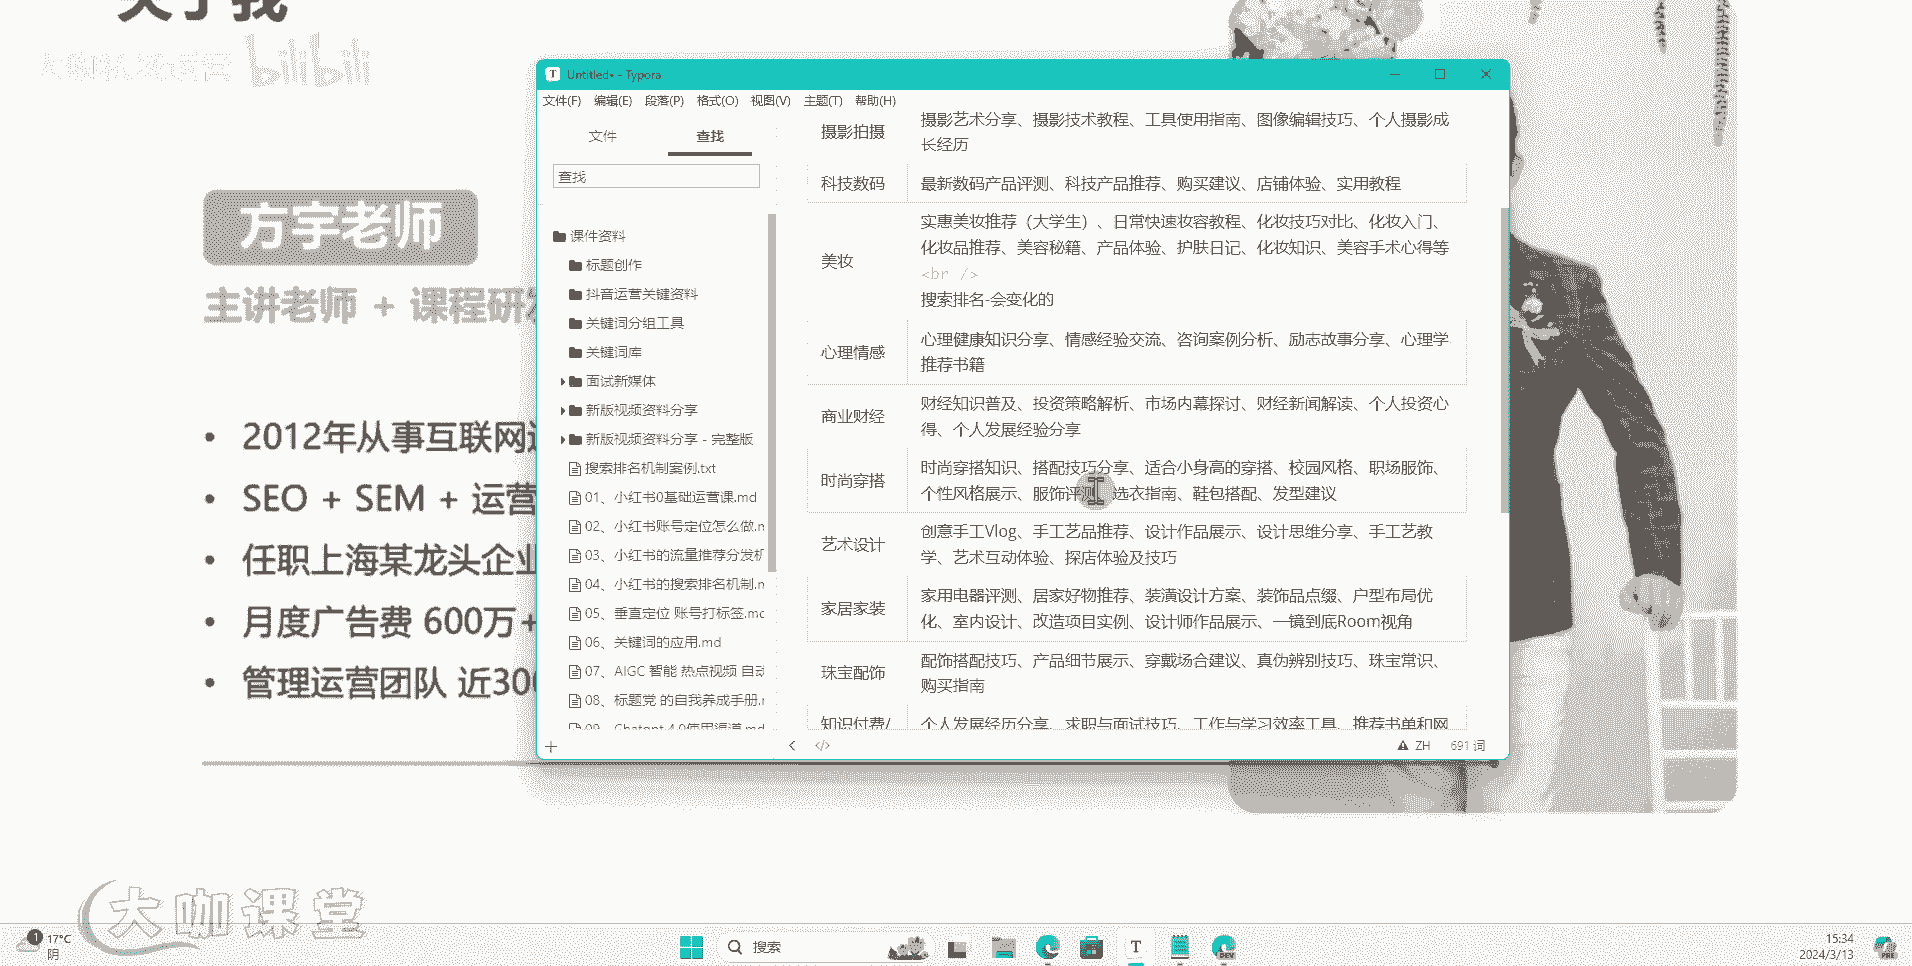 关于我
bilibili
方宇老师
主讲老师 + 课程研发
• 2012年从事互联网运
• SEO + SEM + 运营
• 任职上海某龙头企业
• 月度广告费 600万+
• 管理运营团队 近300
Untitled• - Typora
文件(F) 编辑(E) 段落(P) 格式(O) 视图(V) 主题(T) 帮助(H)
文件 查找
查找
课件资料
标题创作
抖音运营关键资料
关键词分组工具
关键词库
面试新媒体
新版视频资料分享
新版视频资料分享 - 完整版
搜索排名机制案例.txt
01、小红书0基础运营课.md
02、小红书账号定位怎么做.m
03、小红书的流量推荐分发机
04、小红书的搜索排名机制.m
05、垂直定位 账号打标签.mc
06、关键词的应用.md
07、AIGC 智能 热点视频 自动
08、标题党 的自我养成手册.r
09、Chatgpt 4.0使用渠道.md
摄影拍摄
摄影艺术分享、摄影技术教程、工具使用指南、图像编辑技巧、个人摄影成
长经历
科技数码
最新数码产品评测、科技产品推荐、购买建议、店铺体验、实用教程
美妆
实惠美妆推荐（大学生）、日常快速妆容教程、化妆技巧对比、化妆入门、
化妆品推荐、美容秘籍、产品体验、护肤日记、化妆知识、美容手术心得等
<br />
搜索排名-会变化的
心理情感
心理健康知识分享、情感经验交流、咨询案例分析、励志故事分享、心理学
推荐书籍
商业财经
财经知识普及、投资策略解析、市场内幕探讨、财经新闻解读、个人投资心
得、个人发展经验分享
时尚穿搭
时尚穿搭知识、搭配技巧分享、适合小身高的穿搭、校园风格、职场服饰、
个性风格展示、服饰评测、选衣指南、鞋包搭配、发型建议
艺术设计
创意手工Vlog、手工艺品推荐、设计作品展示、设计思维分享、手工艺教
学、艺术互动体验、探店体验及技巧
家居家装
家用电器评测、居家好物推荐、装潢设计方案、装饰品点缀、户型布局优
化、室内设计、改造项目实例、设计师作品展示、一镜到底Room视角
珠宝配饰
配饰搭配技巧、产品细节展示、穿戴场合建议、真伪辨别技巧、珠宝常识、
购买指南
知识付费/
个人发展经历分享、求职与面试技巧、工作与学习效率工具、推荐书单和网
ZH 691 词
大咖课堂
1
17°C
阴
搜索
T
DEV
15:34
2024/3/13
PRE